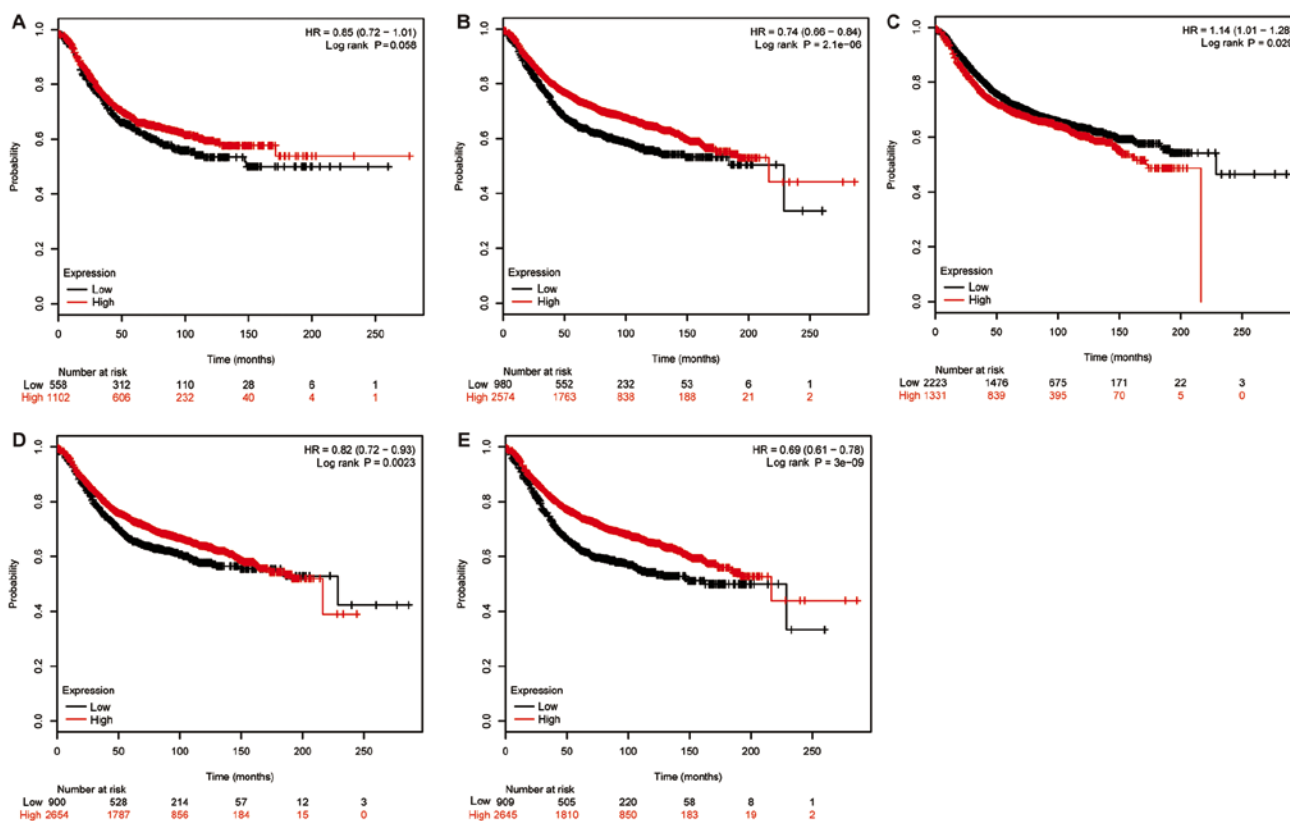 A
HR = 0.85 (0.72 − 1.01)
Log rank P = 0.058
Probability
1.0
0.8
0.6
0.4
0.2
0.0
Expression
Low
High
0 50 100 150 200 250
Time (months)
Number at risk
Low 558 312 110 28 6 1
High 1102 606 232 40 4 1
B
HR = 0.74 (0.66 − 0.84)
Log rank P = 2.1e−06
Probability
1.0
0.8
0.6
0.4
0.2
0.0
Expression
Low
High
0 50 100 150 200 250
Time (months)
Number at risk
Low 980 552 232 53 6 1
High 2574 1763 838 188 21 2
C
HR = 1.14 (1.01 − 1.28
Log rank P = 0.029
Probability
1.0
0.8
0.6
0.4
0.2
0.0
Expression
Low
High
0 50 100 150 200 250
Time (months)
Number at risk
Low 2223 1476 675 171 22 3
High 1331 839 395 70 5 0
D
HR = 0.82 (0.72 − 0.93)
Log rank P = 0.0023
Probability
1.0
0.8
0.6
0.4
0.2
0.0
Expression
Low
High
0 50 100 150 200 250
Time (months)
Number at risk
Low 900 528 214 57 12 3
High 2654 1787 856 184 15 0
E
HR = 0.69 (0.61 − 0.78)
Log rank P = 3e−09
Probability
1.0
0.8
0.6
0.4
0.2
0.0
Expression
Low
High
0 50 100 150 200 250
Time (months)
Number at risk
Low 909 505 220 58 8 1
High 2645 1810 850 183 19 2